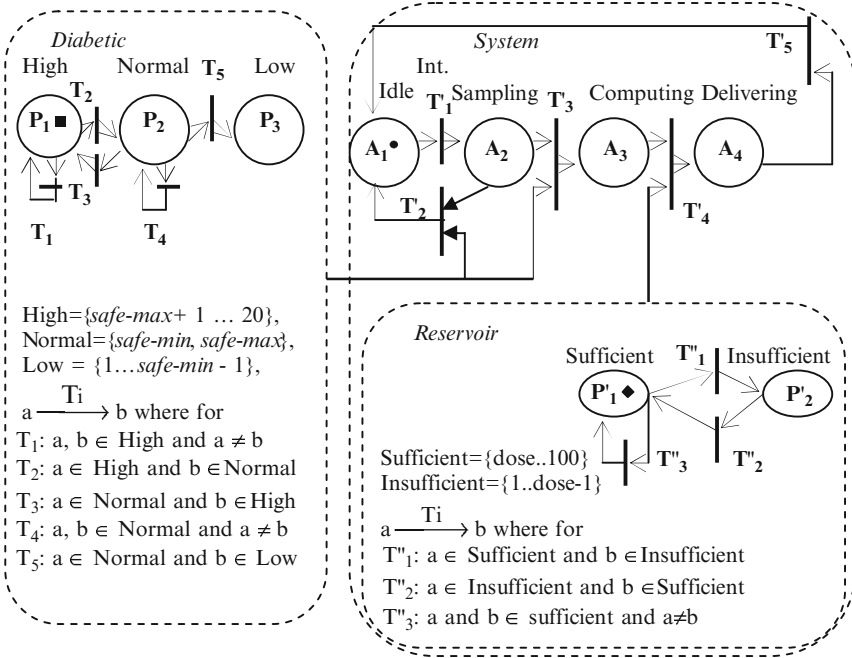 Diabetic
High Normal T5 Low
T2
P1 P2 P3
T3
T1 T4
High={safe-max+ 1 ... 20},
Normal={safe-min, safe-max},
Low = {1...safe-min - 1},
a Ti b where for
T1: a, b ∈ High and a ≠ b
T2: a ∈ High and b ∈Normal
T3: a ∈ Normal and b ∈High
T4: a, b ∈ Normal and a ≠ b
T5: a ∈ Normal and b ∈ Low
System
T'5
Int.
Idle T'1 Sampling T'3 Computing Delivering
A1 A2 A3 A4
T'2 T'4
Reservoir
Sufficient T"1 Insufficient
P'1 P'2
T"3 T"2
Sufficient={dose..100}
Insufficient={1..dose-1}
a Ti b where for
T"1: a ∈ Sufficient and b ∈Insufficient
T"2: a ∈ Insufficient and b ∈Sufficient
T"3: a and b ∈ sufficient and a≠b